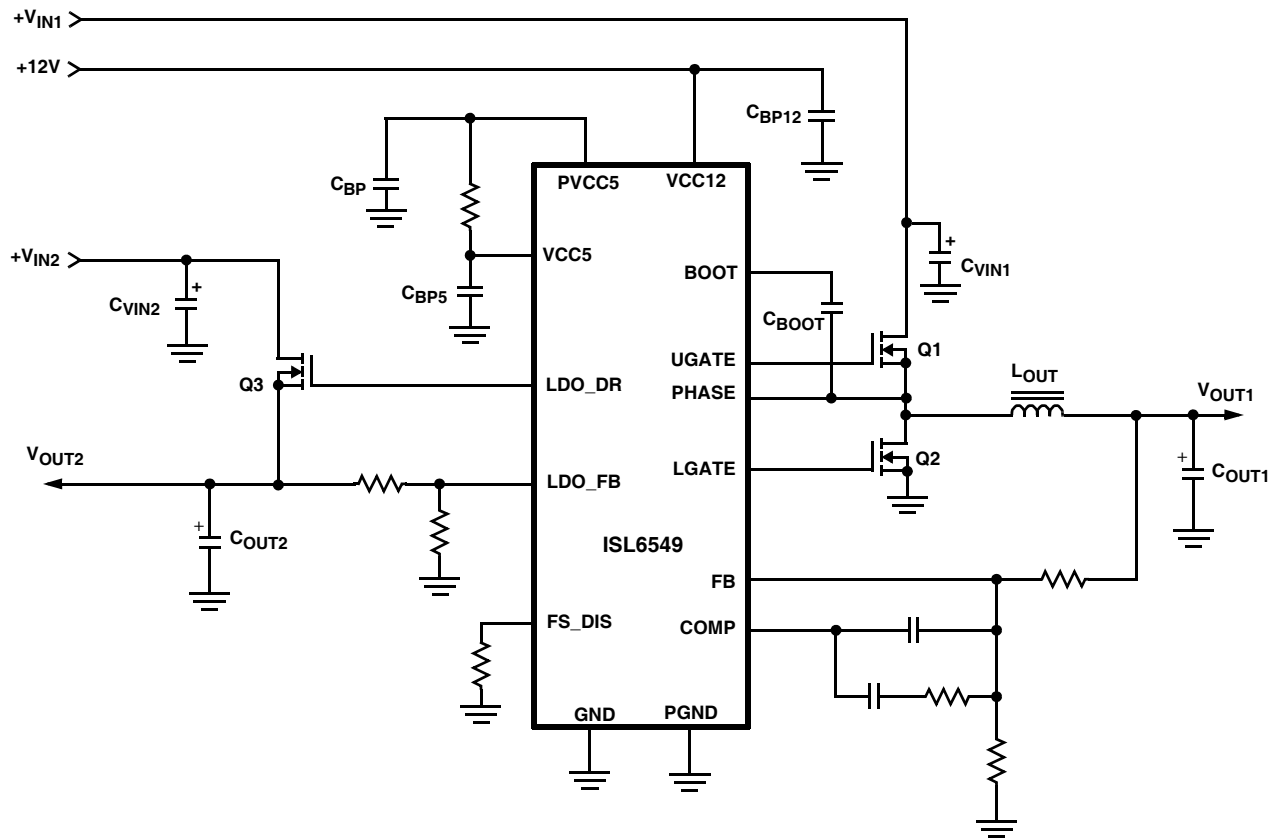 +VIN1
+12V
CBP12
PVCC5
VCC12
CBP
+VIN2
VCC5
+
CVIN1
BOOT
CBP5
+
CVIN2
CBOOT
UGATE
Q1
Q3
LDO_DR
PHASE
LOUT
VOUT1
VOUT2
LGATE
Q2
+
COUT1
LDO_FB
+
COUT2
ISL6549
FB
FS_DIS
COMP
GND
PGND